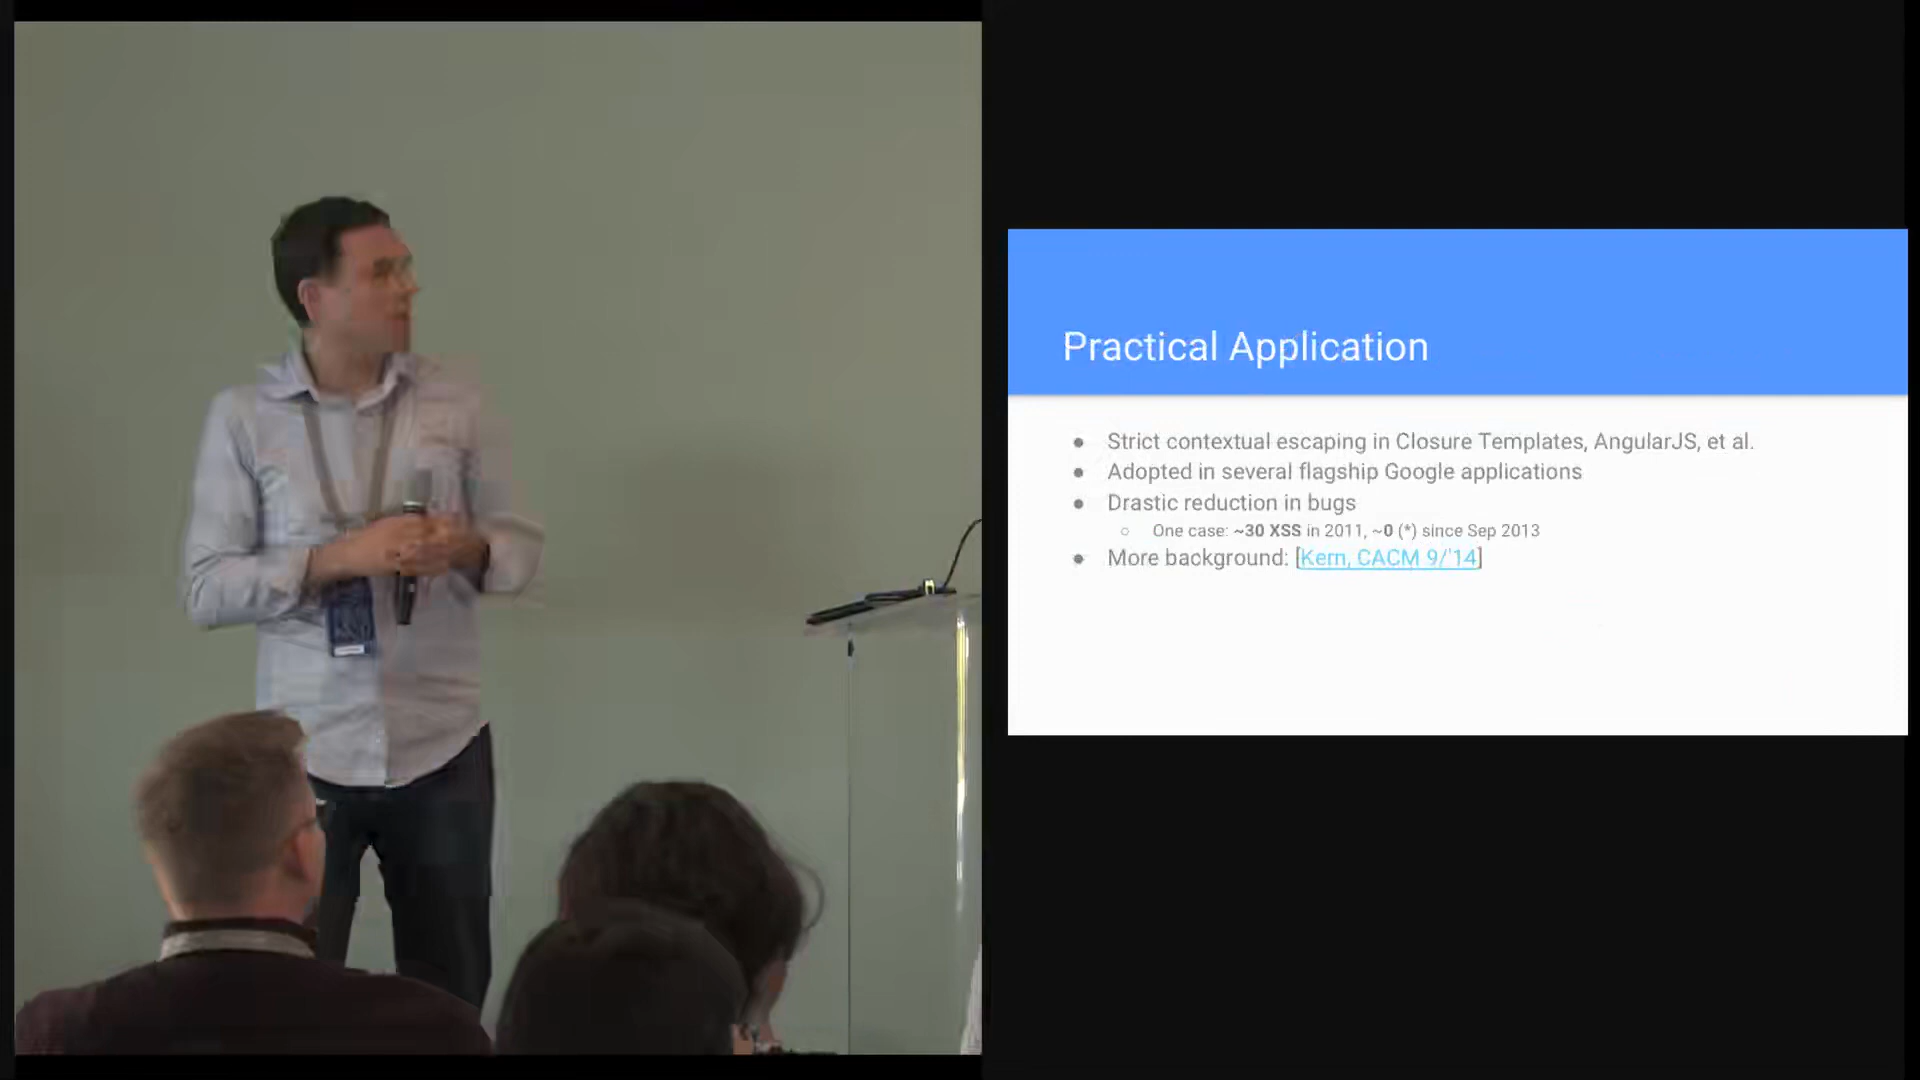 Practical Application
● Strict contextual escaping in Closure Templates, AngularJS, et al.
● Adopted in several flagship Google applications
● Drastic reduction in bugs
○ One case: ~30 XSS in 2011, ~0 (*) since Sep 2013
● More background: [Kern, CACM 9/'14]